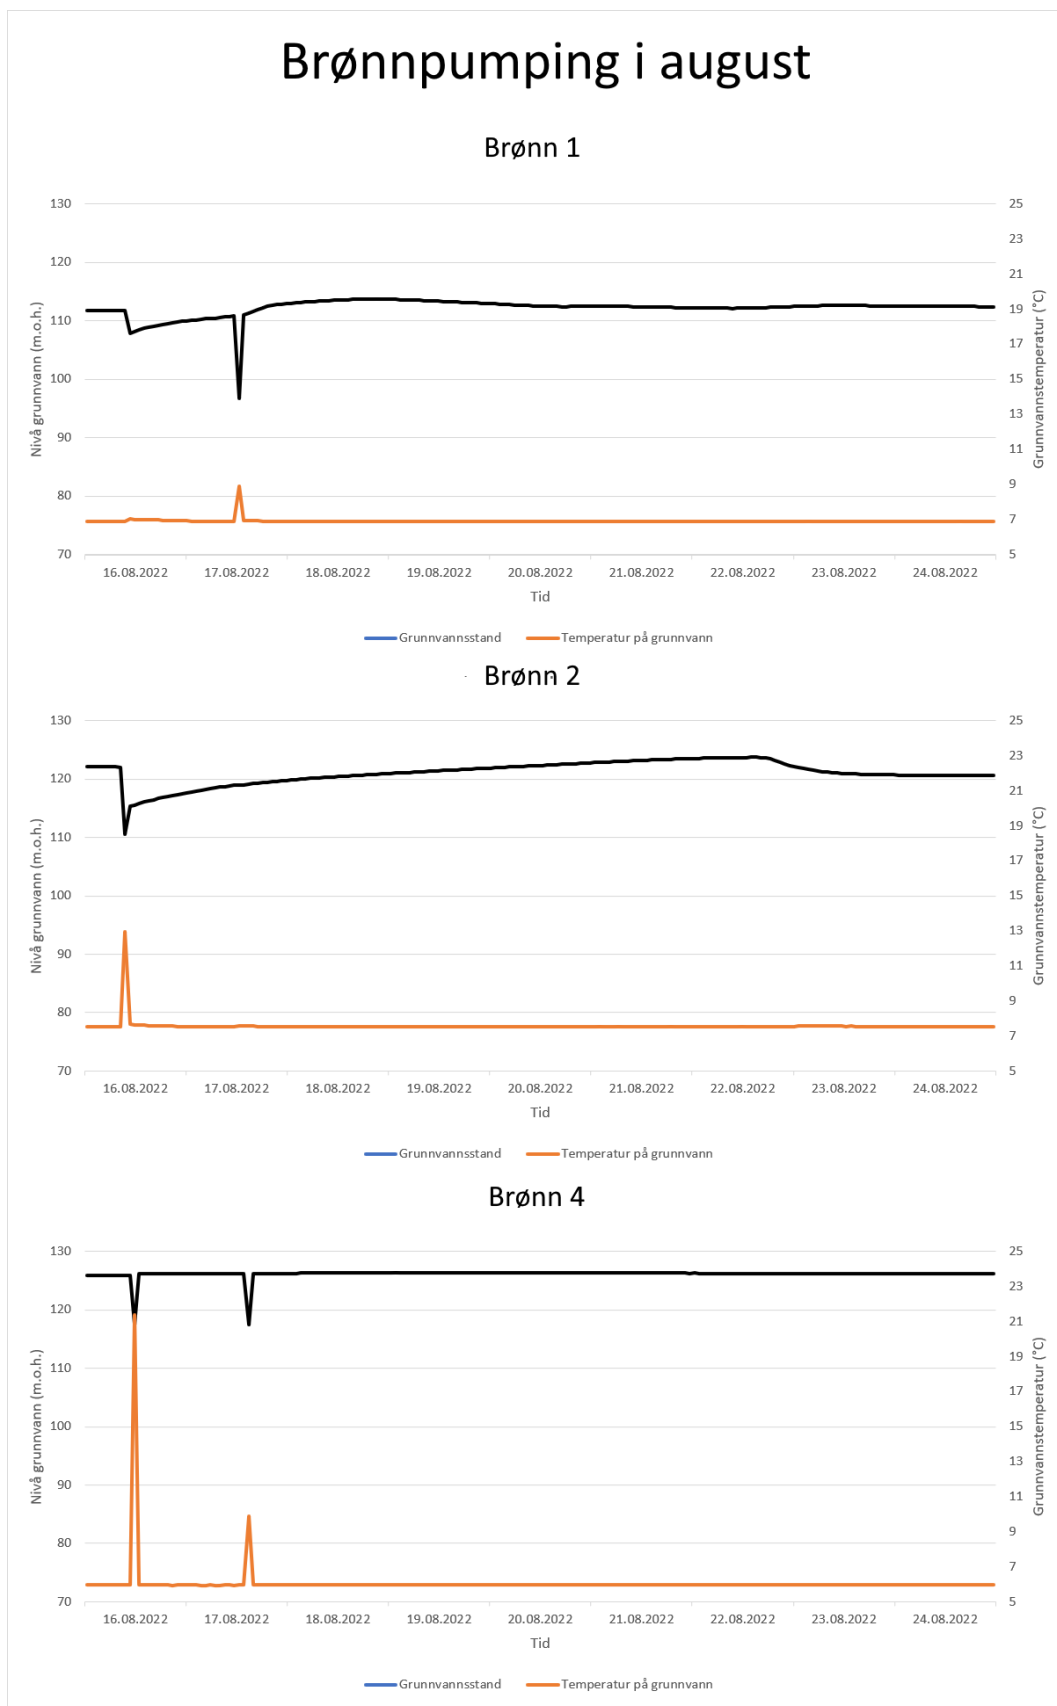 Brønnpumping i august
Brønn 1
130
120
110
100
90
80
70
Nivå grunnvann (m.o.h.)
25
23
21
19
17
15
13
11
9
7
5
Grunnvannstemperatur (°C)
16.08.2022 17.08.2022 18.08.2022 19.08.2022 20.08.2022 21.08.2022 22.08.2022 23.08.2022 24.08.2022
Tid
Grunnvannsstand Temperatur på grunnvann
Brønn 2
130
120
110
100
90
80
70
Nivå grunnvann (m.o.h.)
25
23
21
19
17
15
13
11
9
7
5
Grunnvannstemperatur (°C)
16.08.2022 17.08.2022 18.08.2022 19.08.2022 20.08.2022 21.08.2022 22.08.2022 23.08.2022 24.08.2022
Tid
Grunnvannsstand Temperatur på grunnvann
Brønn 4
130
120
110
100
90
80
70
Nivå grunnvann (m.o.h.)
25
23
21
19
17
15
13
11
9
7
5
Grunnvannstemperatur (°C)
16.08.2022 17.08.2022 18.08.2022 19.08.2022 20.08.2022 21.08.2022 22.08.2022 23.08.2022 24.08.2022
Tid
Grunnvannsstand Temperatur på grunnvann